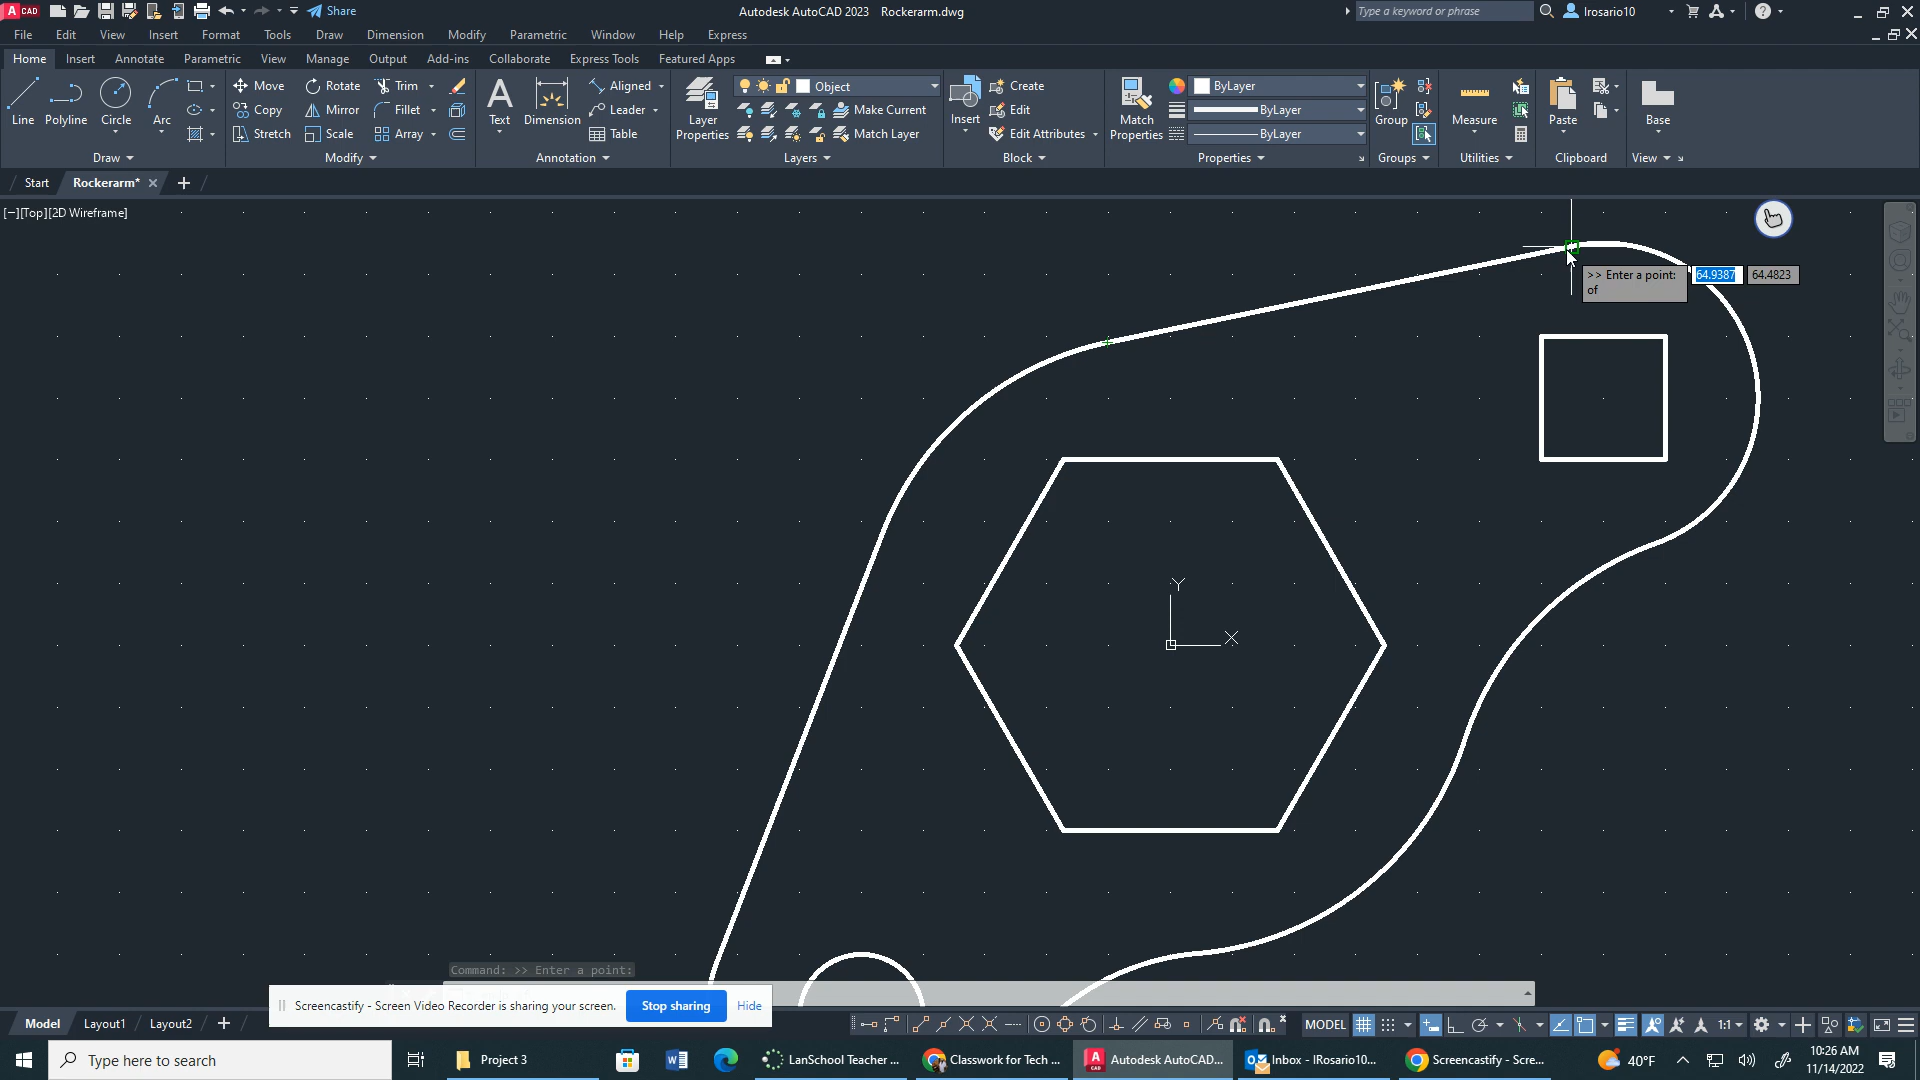 A CAD Share Autodesk AutoCAD 2023 Rockerarm.dwg Type a keyword or phrase lrosario10
File Edit View Insert Format Tools Draw Dimension Modify Parametric Window Help Express
Home Insert Annotate Parametric View Manage Output Add-ins Collaborate Express Tools Featured Apps
Line Polyline Circle Arc
Move Rotate Trim
Copy Mirror Fillet
Stretch Scale Array
Text Dimension
Aligned
Leader
Table
Layer Properties
Object
Make Current
Match Layer
Insert
Create
Edit
Edit Attributes
Match Properties
ByLayer
ByLayer
ByLayer
Group
Measure
Paste
Base
Draw Modify Annotation Layers Block Properties Groups Utilities Clipboard View
Start Rockerarm*
[−][Top][2D Wireframe]
>> Enter a point: 64.9387 64.4823
of
Y
X
Command: >> Enter a point:
Screencastify - Screen Video Recorder is sharing your screen. Stop sharing Hide
Model Layout1 Layout2 MODEL 1:1
Type here to search Project 3 LanSchool Teacher ... Classwork for Tech ... Autodesk AutoCAD... Inbox - IRosario10... Screencastify - Scre... 40°F
10:26 AM
11/14/2022